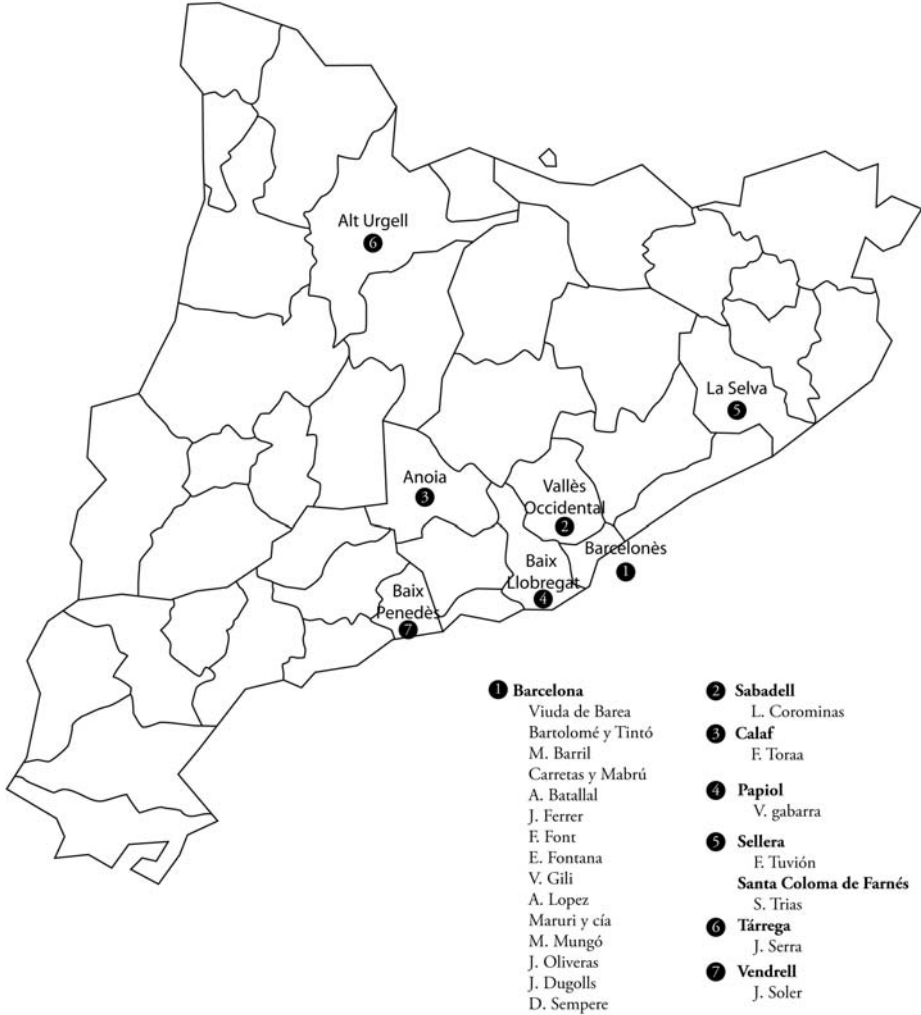 Alt Urgell
6
La Selva
5
Anoia
3
Vallès
Occidental
2
Barcelonès
1
Baix
Llobregat
4
Baix
Penedès
7
1 Barcelona
Viuda de Barea
Bartolomé y Tintó
M. Barril
Carretas y Mabrú
A. Batallal
J. Ferrer
F. Font
E. Fontana
V. Gili
A. Lopez
Maruri y cía
M. Mungó
J. Oliveras
J. Dugolls
D. Sempere
2 Sabadell
L. Corominas
3 Calaf
F. Toraa
4 Papiol
V. gabarra
5 Sellera
F. Tuvión
Santa Coloma de Farnés
S. Trias
6 Tárrega
J. Serra
7 Vendrell
J. Soler